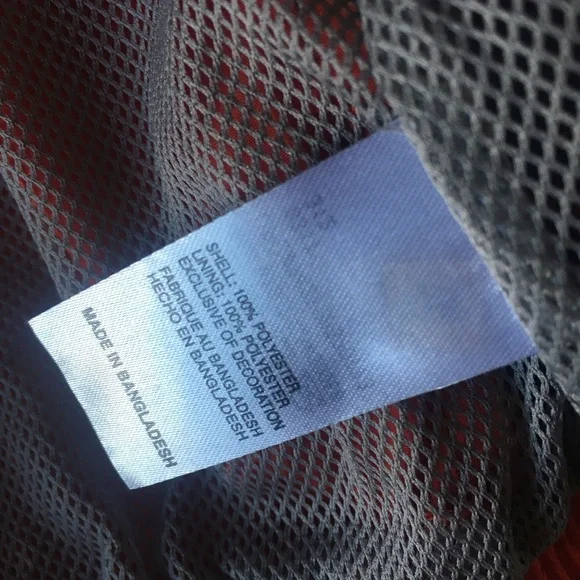 SHELL: 100% POLYESTER
LINING: 100% POLYESTER
EXCLUSIVE OF DECORATION
FABRIQUE AU BANGLADESH
HECHO EN BANGLADESH
MADE IN BANGLADESH